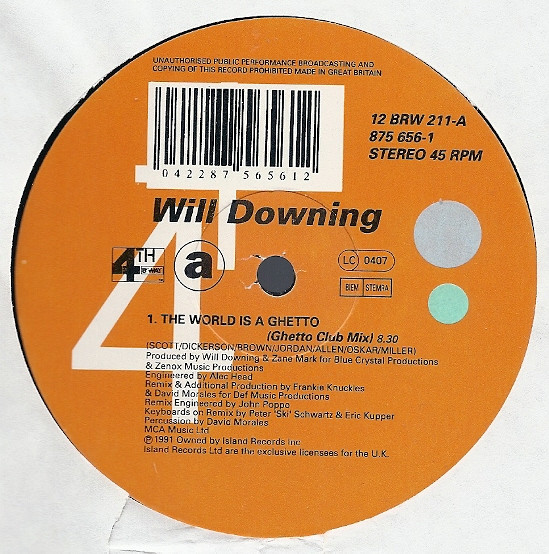 UNAUTHORISED PUBLIC PERFORMANCE BROADCASTING AND
COPYING OF THIS RECORD PROHIBITED MADE IN GREAT BRITAIN
12 BRW 211-A
875 656-1
STEREO 45 RPM
042287 565612
4T
Will Downing
4TH
B'WAY
a
LC 0407
BIEM STEMRA
1. THE WORLD IS A GHETTO
(Ghetto Club Mix) 8.30
(SCOTT/DICKERSON/BROWN/JORDAN/ALLEN/OSKAR/MILLER)
Produced by Will Downing & Zane Mark for Blue Crystal Productions
& Zenox Music Productions
Engineered by Alec Head
Remix & Additional Production by Frankie Knuckles
& David Morales for Def Music Productions
Remix Engineered by John Poppo
Keyboards on Remix by Peter 'Ski' Schwartz & Eric Kupper
Percussion by David Morales
MCA Music Ltd
℗ 1991 Owned by Island Records Inc.
Island Records Ltd are the exclusive licensees for the U.K.